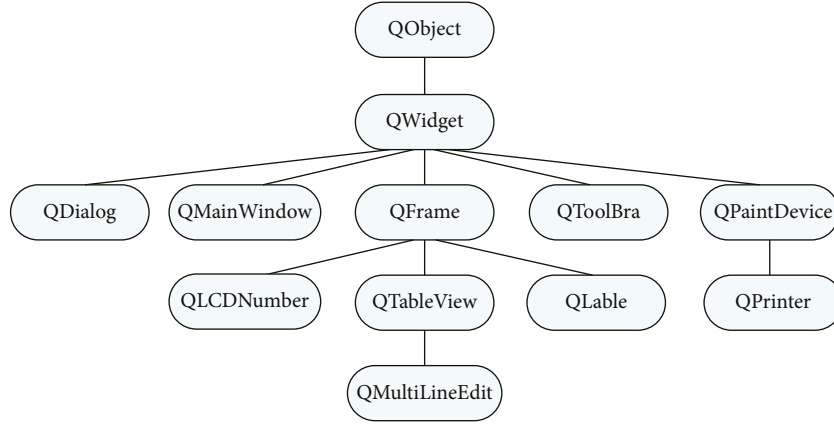 QObject
QWidget
QDialog
QMainWindow
QFrame
QToolBra
QPaintDevice
QLCDNumber
QTableView
QLable
QPrinter
QMultiLineEdit